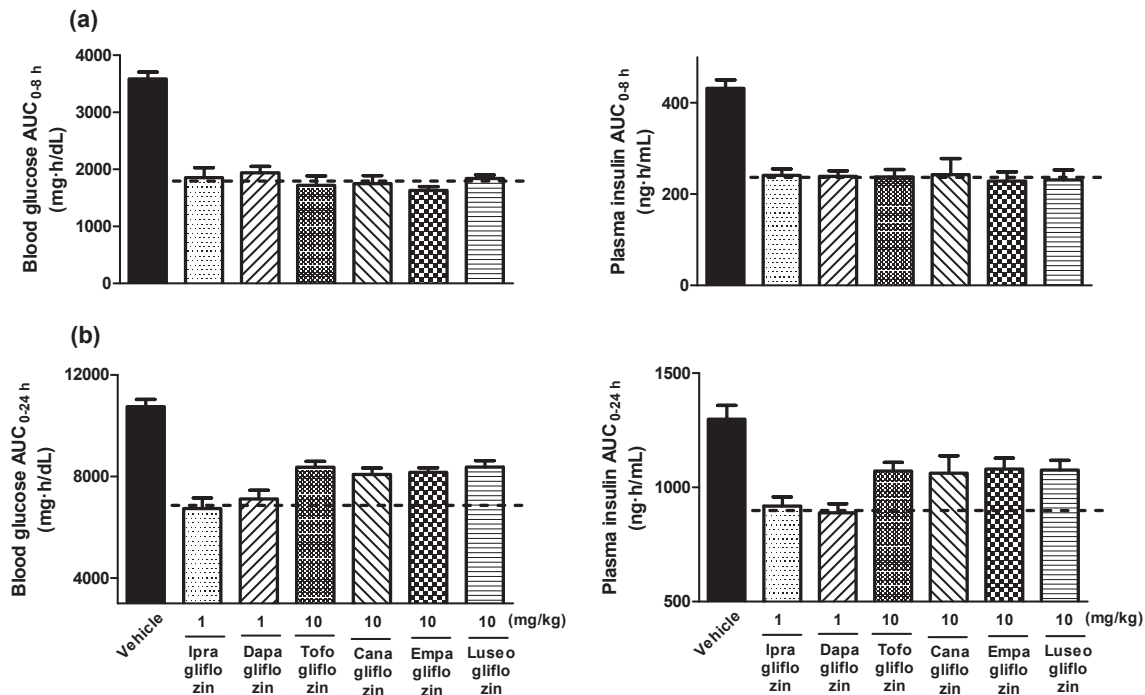 (a)
Blood glucose AUC0-8 h
(mg·h/dL)
4000
3000
2000
1000
0
Plasma insulin AUC0-8 h
(ng·h/mL)
400
200
0
(b)
Blood glucose AUC0-24 h
(mg·h/dL)
12000
8000
4000
Vehicle
1 1 10 10 10 10 (mg/kg)
Ipra Dapa Tofo Cana Empa Luseo
gliflo gliflo gliflo gliflo gliflo gliflo
zin zin zin zin zin zin
Plasma insulin AUC0-24 h
(ng·h/mL)
1500
1000
500
Vehicle
1 1 10 10 10 10 (mg/kg)
Ipra Dapa Tofo Cana Empa Luseo
gliflo gliflo gliflo gliflo gliflo gliflo
zin zin zin zin zin zin